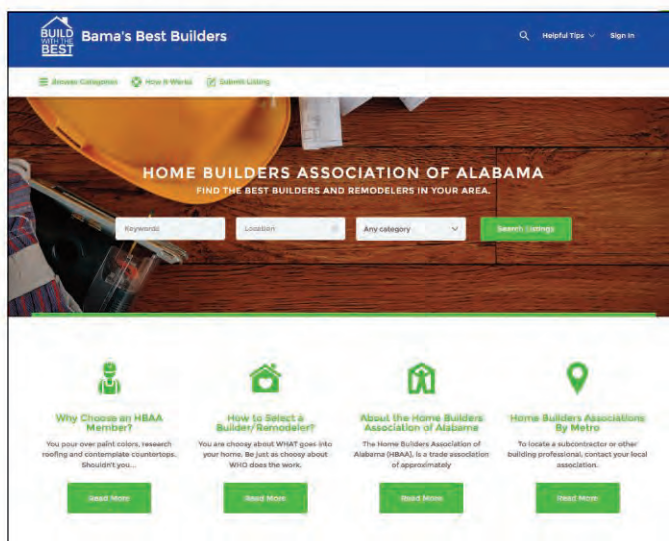 BUILD
WITH THE
BEST
Bama's Best Builders
Helpful Tips
Sign In
Browse Categories
How It Works
Submit Listing
HOME BUILDERS ASSOCIATION OF ALABAMA
FIND THE BEST BUILDERS AND REMODELERS IN YOUR AREA.
Keywords
Location
Any category
Search Listings
Why Choose an HBAA
Member?
You pour over paint colors, research
roofing and contemplate countertops.
Shouldn't you...
Read More
How to Select a
Builder/Remodeler?
You are choosy about WHAT goes into
your home. Be just as choosy about
WHO does the work.
Read More
About the Home Builders
Association of Alabama
The Home Builders Association of
Alabama (HBAA), is a trade association
of approximately
Read More
Home Builders Associations
By Metro
To locate a subcontractor or other
building professional, contact your local
association.
Read More